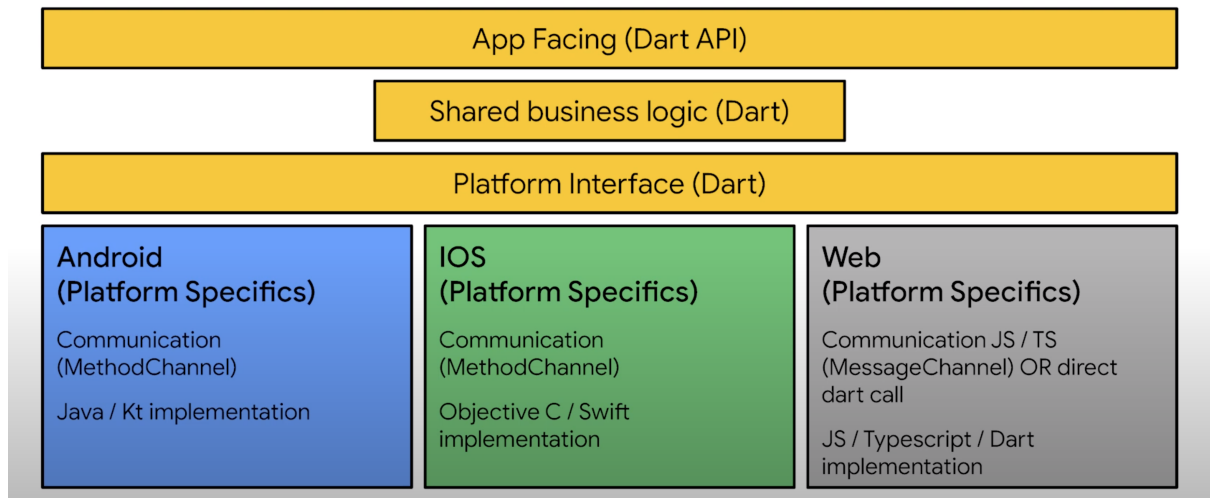 App Facing (Dart API)
Shared business logic (Dart)
Platform Interface (Dart)
Android
(Platform Specifics)
Communication
(MethodChannel)
Java / Kt implementation
IOS
(Platform Specifics)
Communication
(MethodChannel)
Objective C / Swift
implementation
Web
(Platform Specifics)
Communication JS / TS
(MessageChannel) OR direct
dart call
JS / Typescript / Dart
implementation